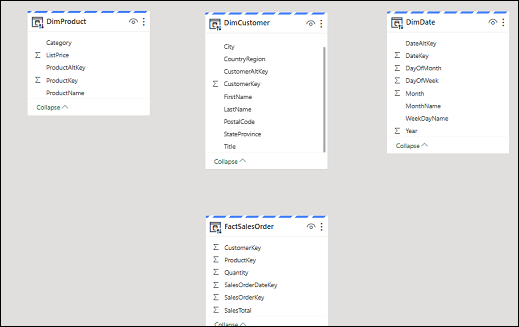 DimProduct
Category
ListPrice
ProductAltKey
ProductKey
ProductName
Collapse
DimCustomer
City
CountryRegion
CustomerAltKey
CustomerKey
FirstName
LastName
PostalCode
StateProvince
Title
Collapse
DimDate
DateAltKey
DateKey
DayOfMonth
DayOfWeek
Month
MonthName
WeekDayName
Year
Collapse
FactSalesOrder
CustomerKey
ProductKey
Quantity
SalesOrderDateKey
SalesOrderKey
SalesTotal
Collapse